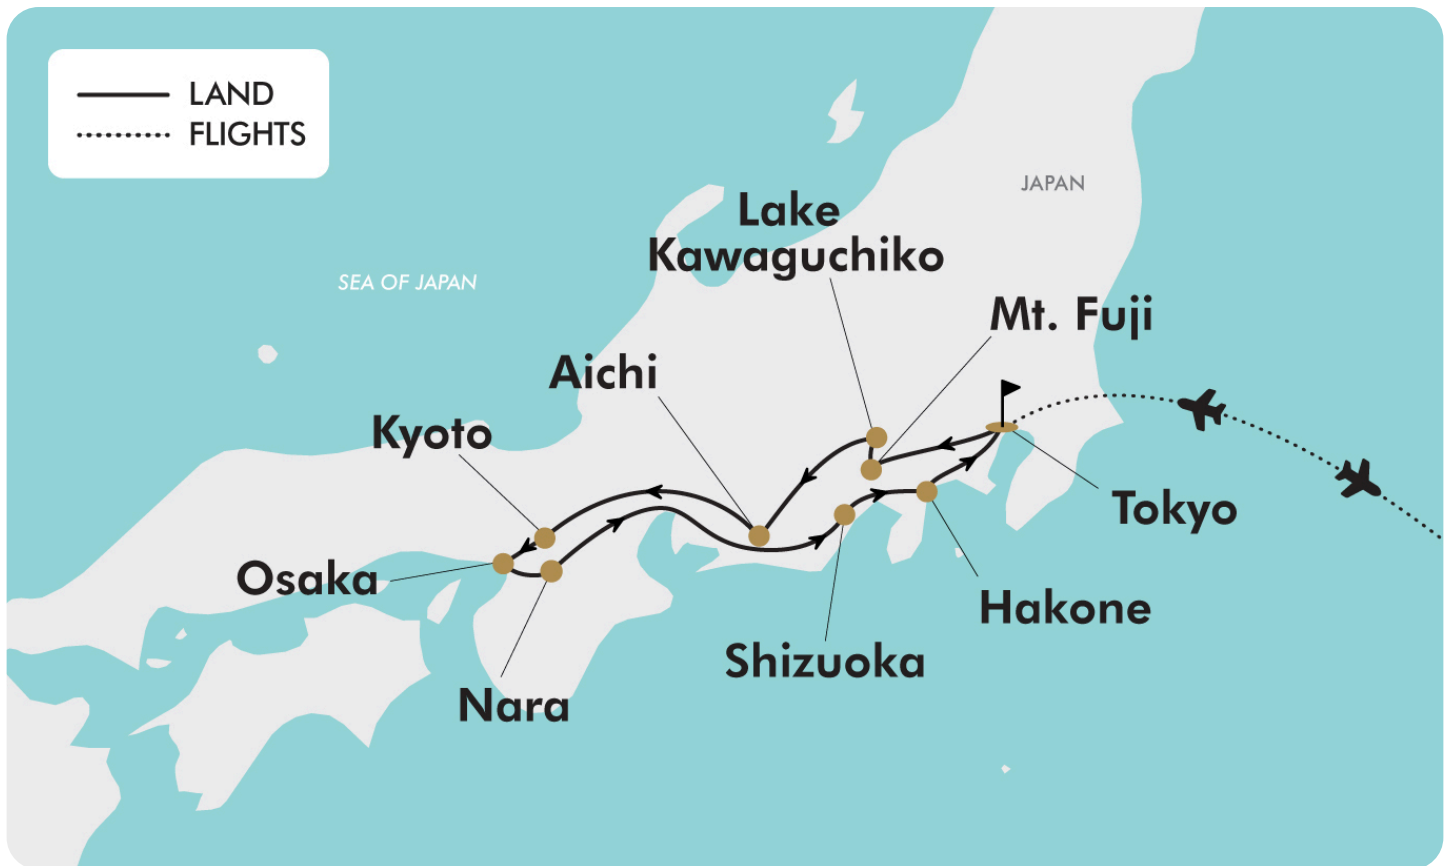 LAND
FLIGHTS
JAPAN
Lake
Kawaguchiko
SEA OF JAPAN
Mt. Fuji
Aichi
Kyoto
Tokyo
Osaka
Hakone
Shizuoka
Nara